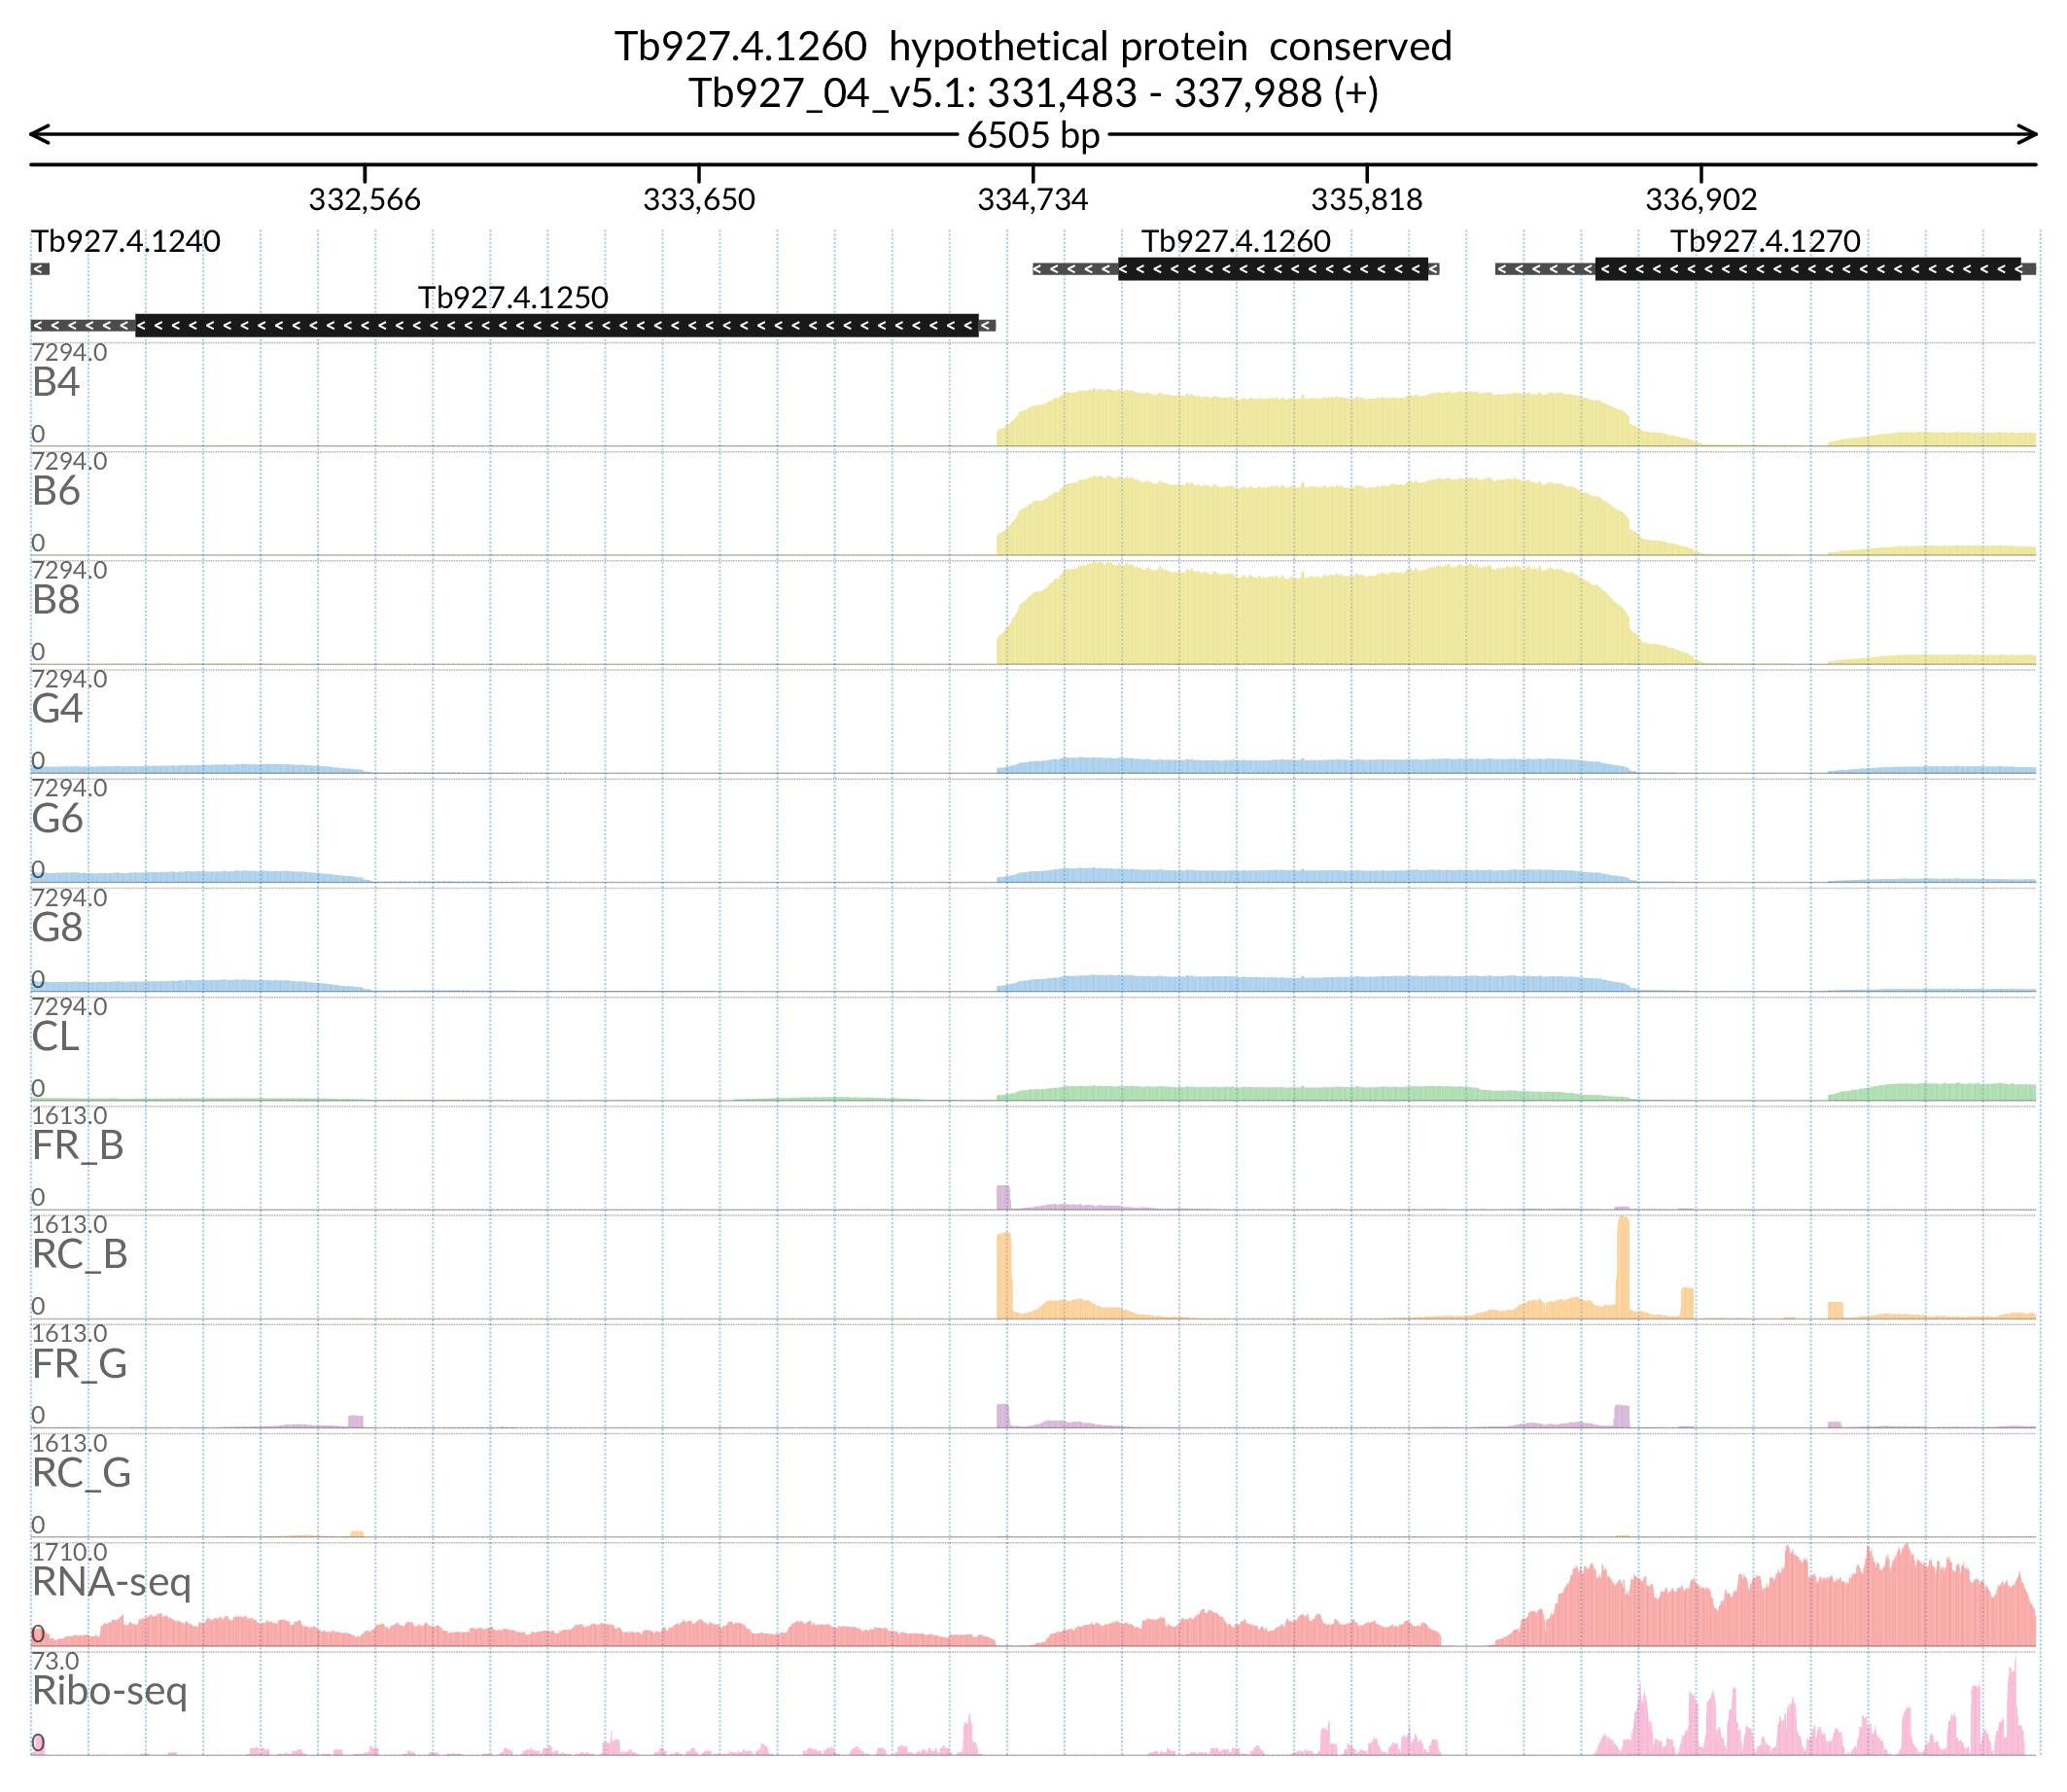 Tb927.4.1260  hypothetical protein  conserved
Tb927_04_v5.1: 331,483 - 337,988 (+)
6505 bp
332,566 333,650 334,734 335,818 336,902
Tb927.4.1240 Tb927.4.1260 Tb927.4.1270
Tb927.4.1250
7294.0
B4
0
7294.0
B6
0
7294.0
B8
0
7294.0
G4
0
7294.0
G6
0
7294.0
G8
0
7294.0
CL
0
1613.0
FR_B
0
1613.0
RC_B
0
1613.0
FR_G
0
1613.0
RC_G
0
1710.0
RNA-seq
0
73.0
Ribo-seq
0